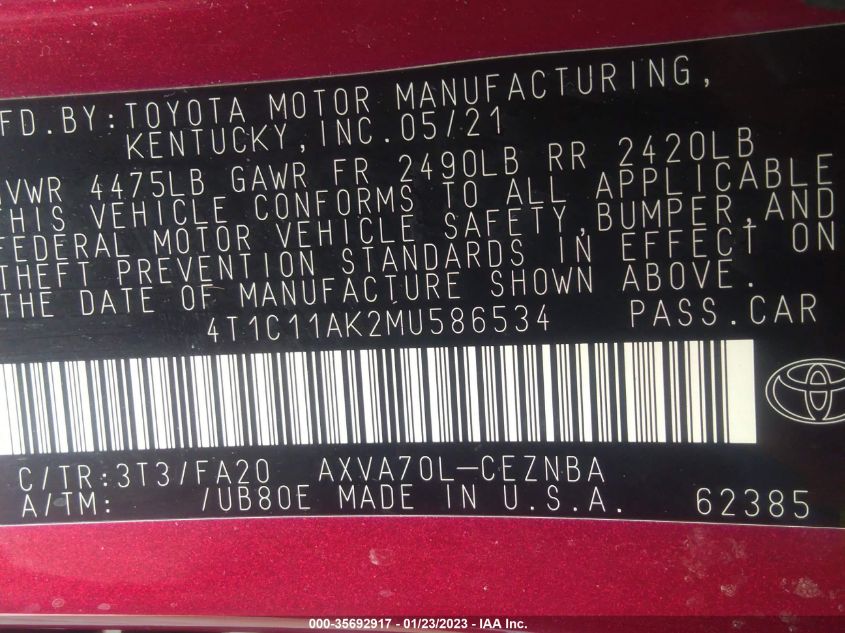 FD.BY:TOYOTA MOTOR MANUFACTURING,
KENTUCKY,INC.05/21
VWR 4475LB GAWR FR 2490LB RR 2420LB
THIS VEHICLE CONFORMS TO ALL APPLICABLE
FEDERAL MOTOR VEHICLE SAFETY,BUMPER,AND
THEFT PREVENTION STANDARDS IN EFFECT ON
THE DATE OF MANUFACTURE SHOWN ABOVE.
4T1C11AK2MU586534 PASS.CAR
C/TR:3T3/FA20 AXVA70L-CEZNBA
A/TM: /UB80E MADE IN U.S.A. 62385
000-35692917 - 01/23/2023 - IAA Inc.